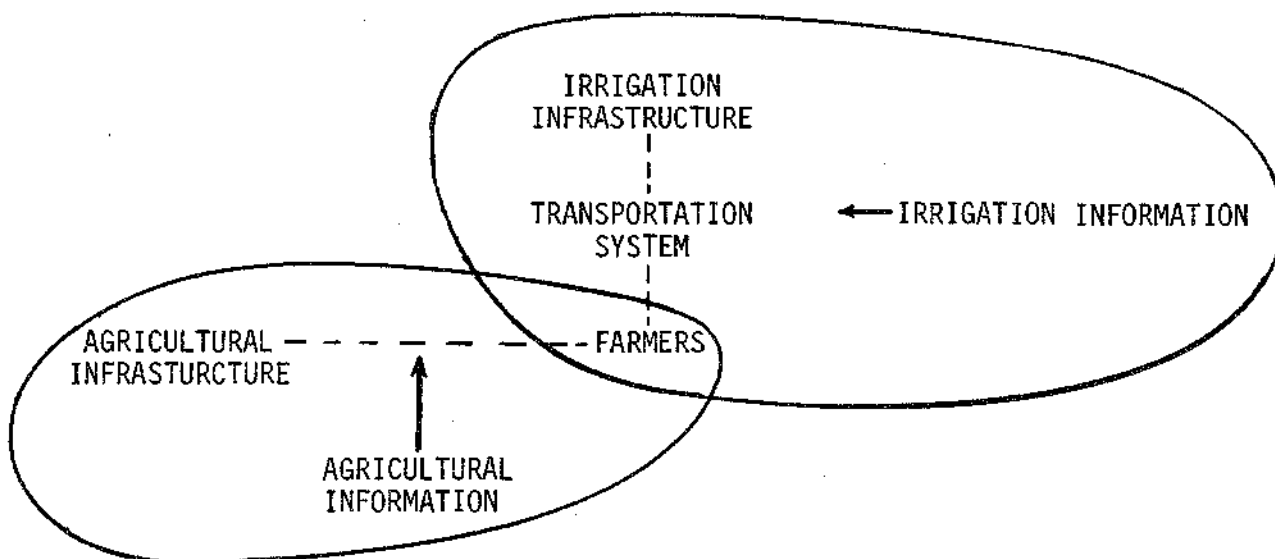 IRRIGATION
INFRASTRUCTURE
TRANSPORTATION
SYSTEM
IRRIGATION INFORMATION
AGRICULTURAL
INFRASTURCTURE
FARMERS
AGRICULTURAL
INFORMATION